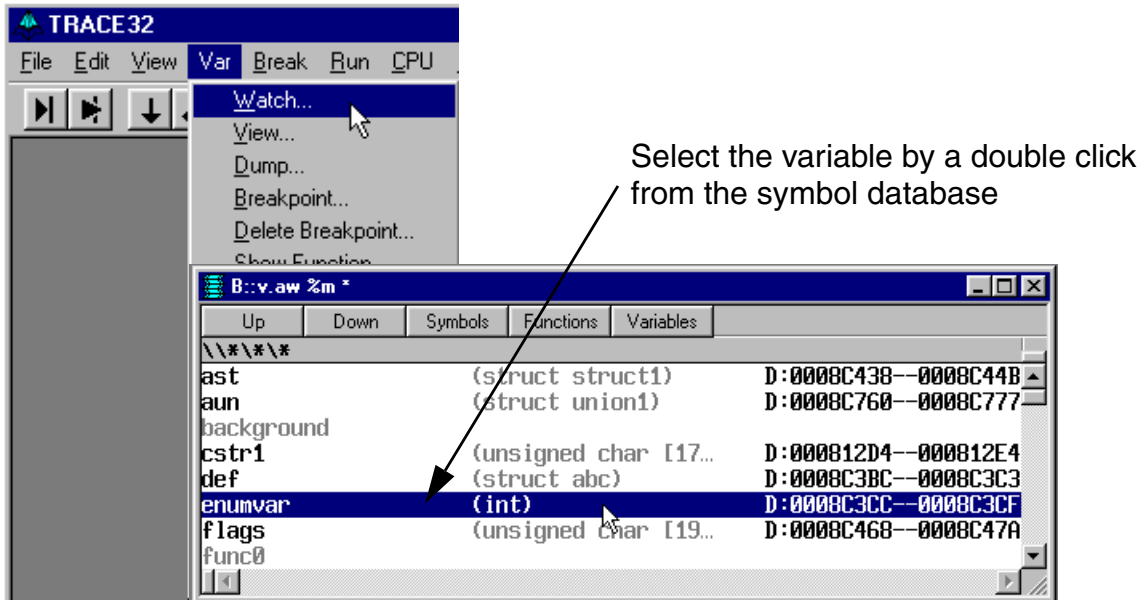 TRACE32
File Edit View Var Break Run CPU
Watch...
View...
Dump...
Breakpoint...
Delete Breakpoint...
Show Function
Select the variable by a double click
from the symbol database
B::v.aw %m *
Up Down Symbols Functions Variables
\\*\*\*
ast (struct struct1) D:0008C438--0008C44B
aun (struct union1) D:0008C760--0008C777
background
cstr1 (unsigned char [17... D:000812D4--000812E4
def (struct abc) D:0008C3BC--0008C3C3
enumvar (int) D:0008C3CC--0008C3CF
flags (unsigned char [19... D:0008C468--0008C47A
func0